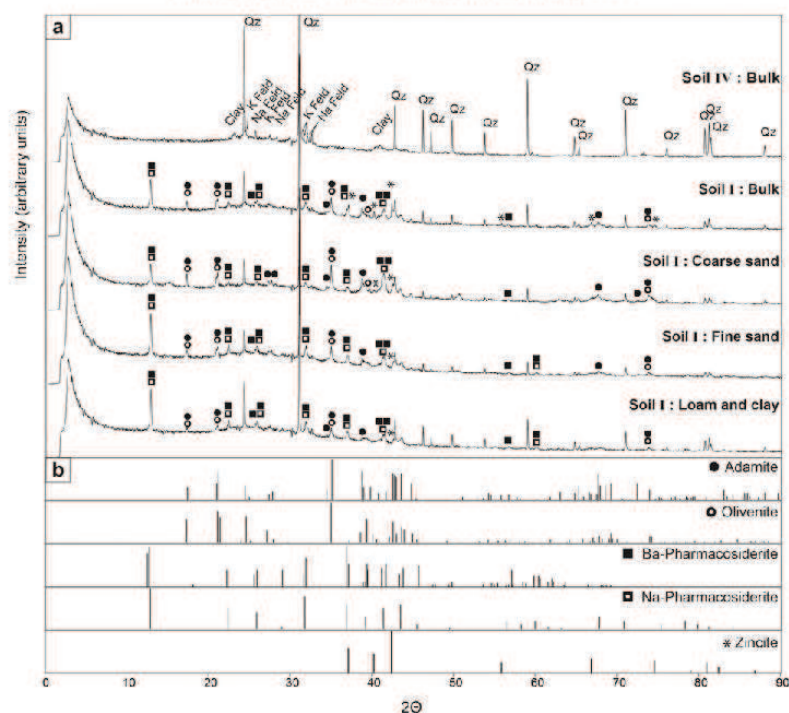 a
Qz
Qz
Clay
K Feld
Na Feld
K Feld
Na Feld
K Feld
Na Feld
Clay
Qz
Qz
Qz
Qz
Qz
Qz
Qz
Qz
Qz
Qz
Qz
Qz
Qz
Soil IV : Bulk
Soil I : Bulk
Soil I : Coarse sand
Soil I : Fine sand
Soil I : Loam and clay
Intensity (arbitrary units)
b
Adamite
Olivenite
Ba-Pharmacosiderite
Na-Pharmacosiderite
Zincite
0 10 20 30 40 50 60 70 80 90
2Θ